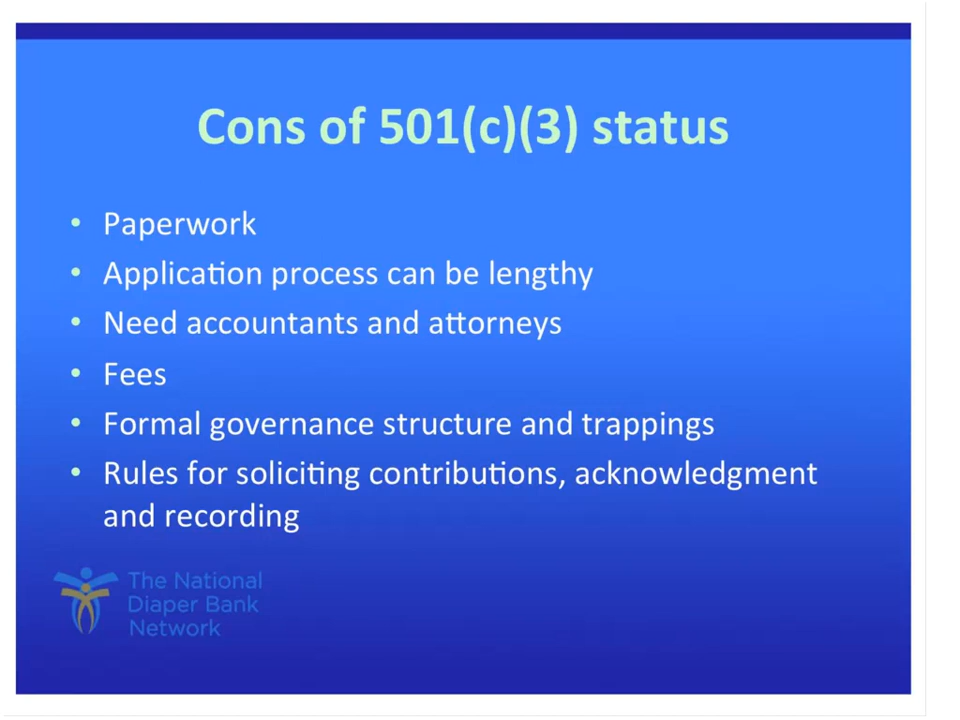 Cons of 501(c)(3) status
• Paperwork
• Application process can be lengthy
• Need accountants and attorneys
• Fees
• Formal governance structure and trappings
• Rules for soliciting contributions, acknowledgment
and recording
The National
Diaper Bank
Network